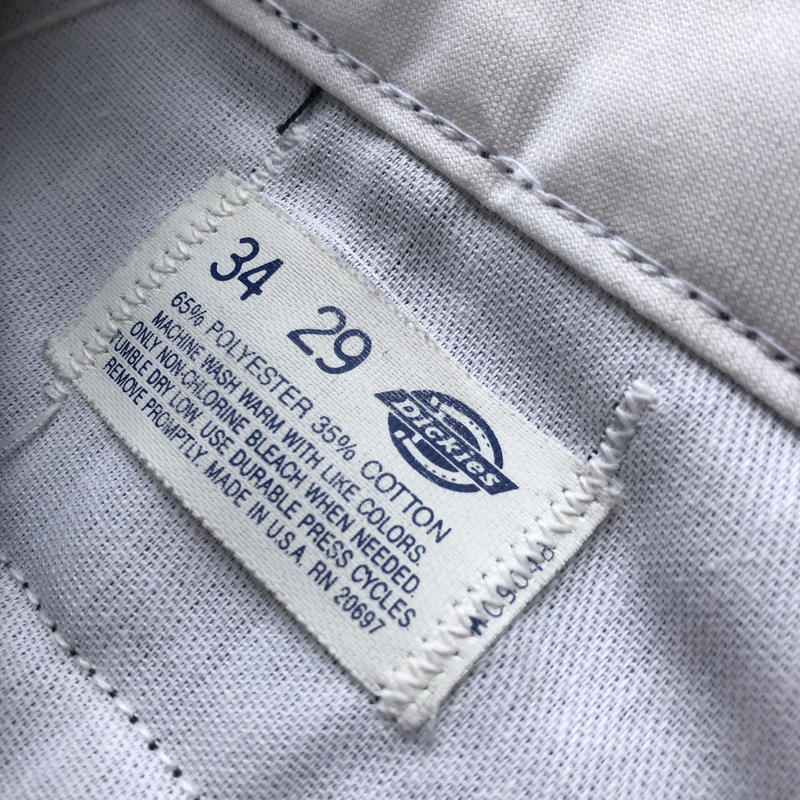 34 29
65% POLYESTER 35% COTTON
MACHINE WASH WARM WITH LIKE COLORS.
ONLY NON-CHLORINE BLEACH WHEN NEEDED.
TUMBLE DRY LOW. USE DURABLE PRESS CYCLES.
REMOVE PROMPTLY. MADE IN U.S.A. RN 20697
Dickies